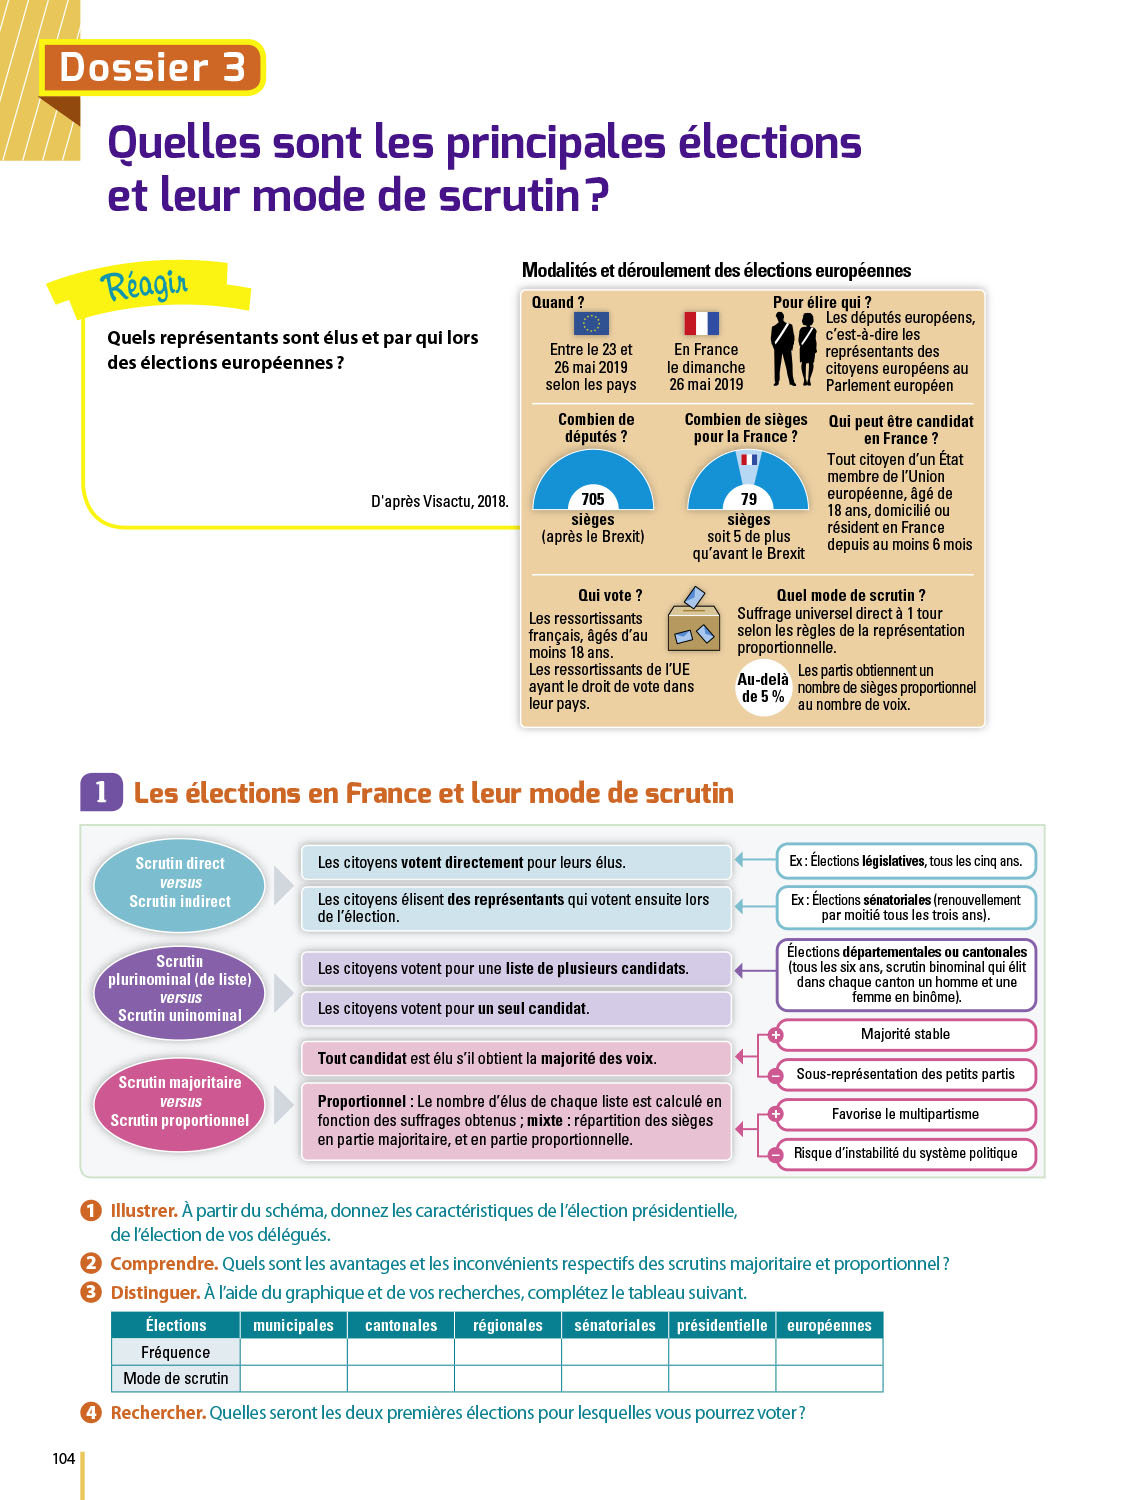 Dossier 3
Quelles sont les principales élections
et leur mode de scrutin ?
Réagir
Quels représentants sont élus et par qui lors
des élections européennes ?
D'après Visactu, 2018.
Modalités et déroulement des élections européennes
Quand ?
Entre le 23 et
26 mai 2019
selon les pays
En France
le dimanche
26 mai 2019
Pour élire qui ?
Les députés européens,
c'est-à-dire les
représentants des
citoyens européens au
Parlement européen
Combien de
députés ?
705
sièges
(après le Brexit)
Combien de sièges
pour la France ?
79
sièges
soit 5 de plus
qu'avant le Brexit
Qui peut être candidat
en France ?
Tout citoyen d'un État
membre de l'Union
européenne, âgé de
18 ans, domicilié ou
résident en France
depuis au moins 6 mois
Qui vote ?
Les ressortissants
français, âgés d'au
moins 18 ans.
Les ressortissants de l'UE
ayant le droit de vote dans
leur pays.
Quel mode de scrutin ?
Suffrage universel direct à 1 tour
selon les règles de la représentation
proportionnelle.
Au-delà
de 5 %
Les partis obtiennent un
nombre de sièges proportionnel
au nombre de voix.
1 Les élections en France et leur mode de scrutin
Scrutin direct
versus
Scrutin indirect
Les citoyens votent directement pour leurs élus.
Ex : Élections législatives, tous les cinq ans.
Les citoyens élisent des représentants qui votent ensuite lors
de l'élection.
Ex : Élections sénatoriales (renouvellement
par moitié tous les trois ans).
Scrutin
plurinominal (de liste)
versus
Scrutin uninominal
Les citoyens votent pour une liste de plusieurs candidats.
Les citoyens votent pour un seul candidat.
Élections départementales ou cantonales
(tous les six ans, scrutin binominal qui élit
dans chaque canton un homme et une
femme en binôme).
Scrutin majoritaire
versus
Scrutin proportionnel
Tout candidat est élu s'il obtient la majorité des voix.
+ Majorité stable
− Sous-représentation des petits partis
Proportionnel : Le nombre d'élus de chaque liste est calculé en
fonction des suffrages obtenus ; mixte : répartition des sièges
en partie majoritaire, et en partie proportionnelle.
+ Favorise le multipartisme
− Risque d'instabilité du système politique
1 Illustrer. À partir du schéma, donnez les caractéristiques de l'élection présidentielle,
de l'élection de vos délégués.
2 Comprendre. Quels sont les avantages et les inconvénients respectifs des scrutins majoritaire et proportionnel ?
3 Distinguer. À l'aide du graphique et de vos recherches, complétez le tableau suivant.
Élections municipales cantonales régionales sénatoriales présidentielle européennes
Fréquence
Mode de scrutin
4 Rechercher. Quelles seront les deux premières élections pour lesquelles vous pourrez voter ?
104